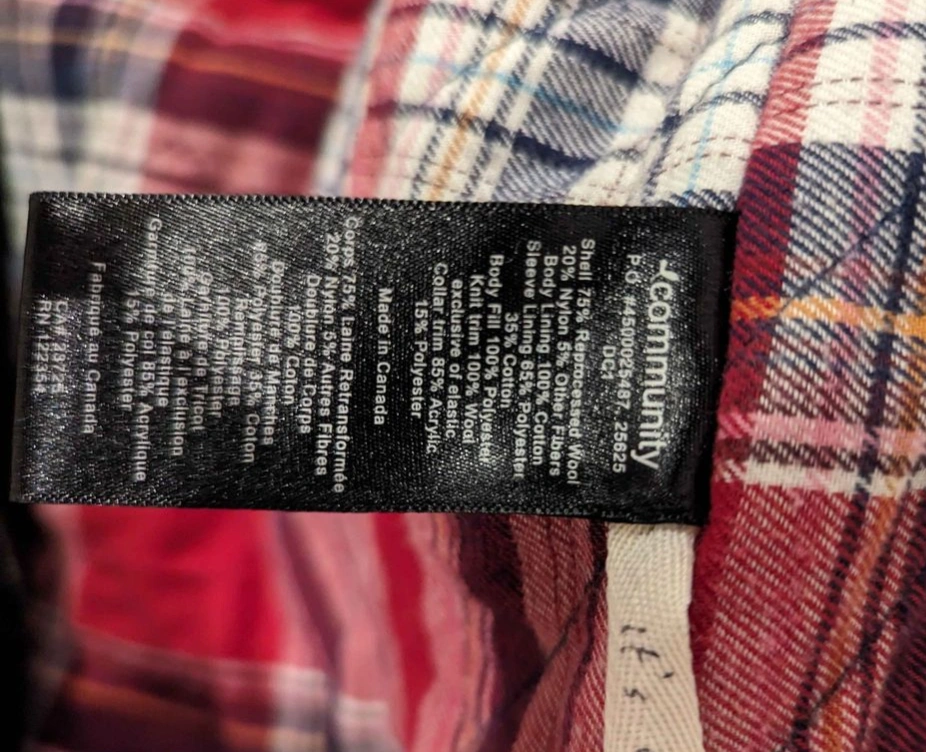 community
P.O. #4500026487, 25625
DC1
Shell: 75% Reprocessed Wool
20% Nylon 5% Other Fibers
Body Lining 100% Cotton
Sleeve Lining 65% Polyester
35% Cotton
Body Fill 100% Polyester
Knit trim 100% Wool
exclusive of elastic
Collar trim 85% Acrylic
15% Polyester
Made in Canada
Corps: 75% Laine Retransformée
20% Nylon 5% Autres Fibres
Doublure de Corps
100% Coton
Doublure de Manches
Polyester 35% Coton
100% Polyester
de Tricot
100% Laine à l'exclusion
de col 85% Acrylique
15% Polyester
Fabriqué au Canada
it's